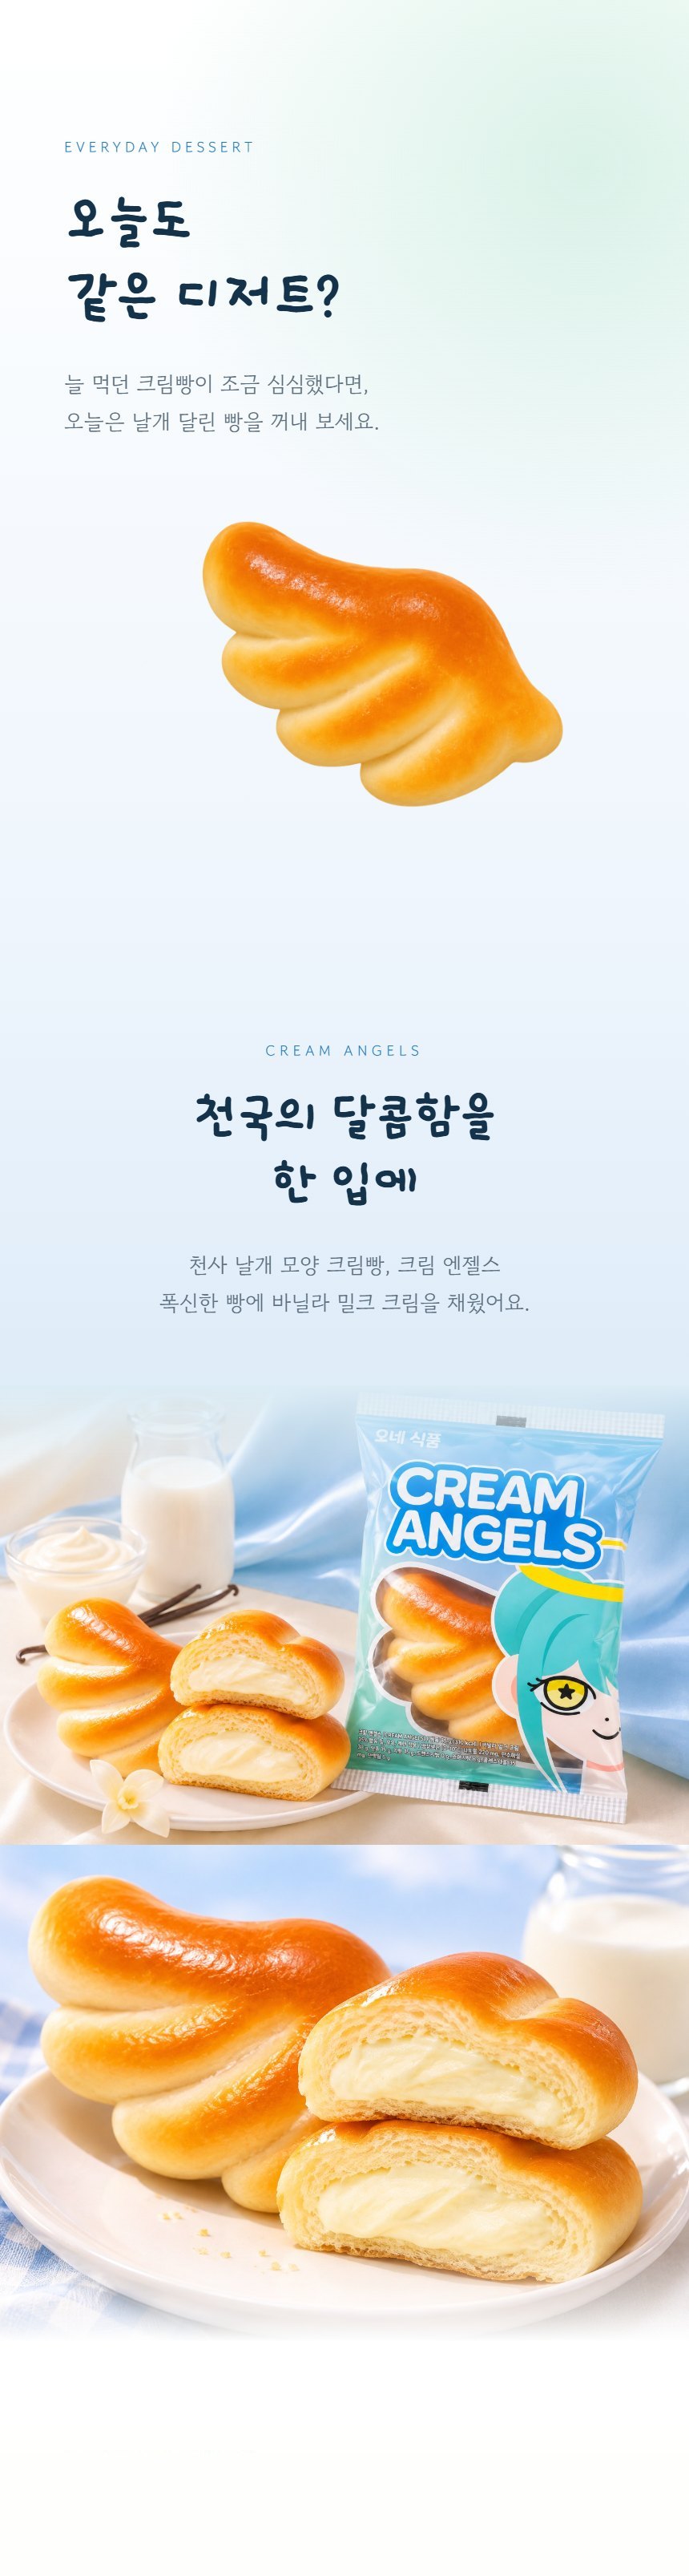 EVERYDAY DESSERT
오늘도
같은 디저트?
늘 먹던 크림빵이 조금 심심했다면,
오늘은 날개 달린 빵을 꺼내 보세요.
CREAM ANGELS
천국의 달콤함을
한 입에
천사 날개 모양 크림빵, 크림 엔젤스
폭신한 빵에 바닐라 밀크 크림을 채웠어요.
오네 식품
CREAM
ANGELS